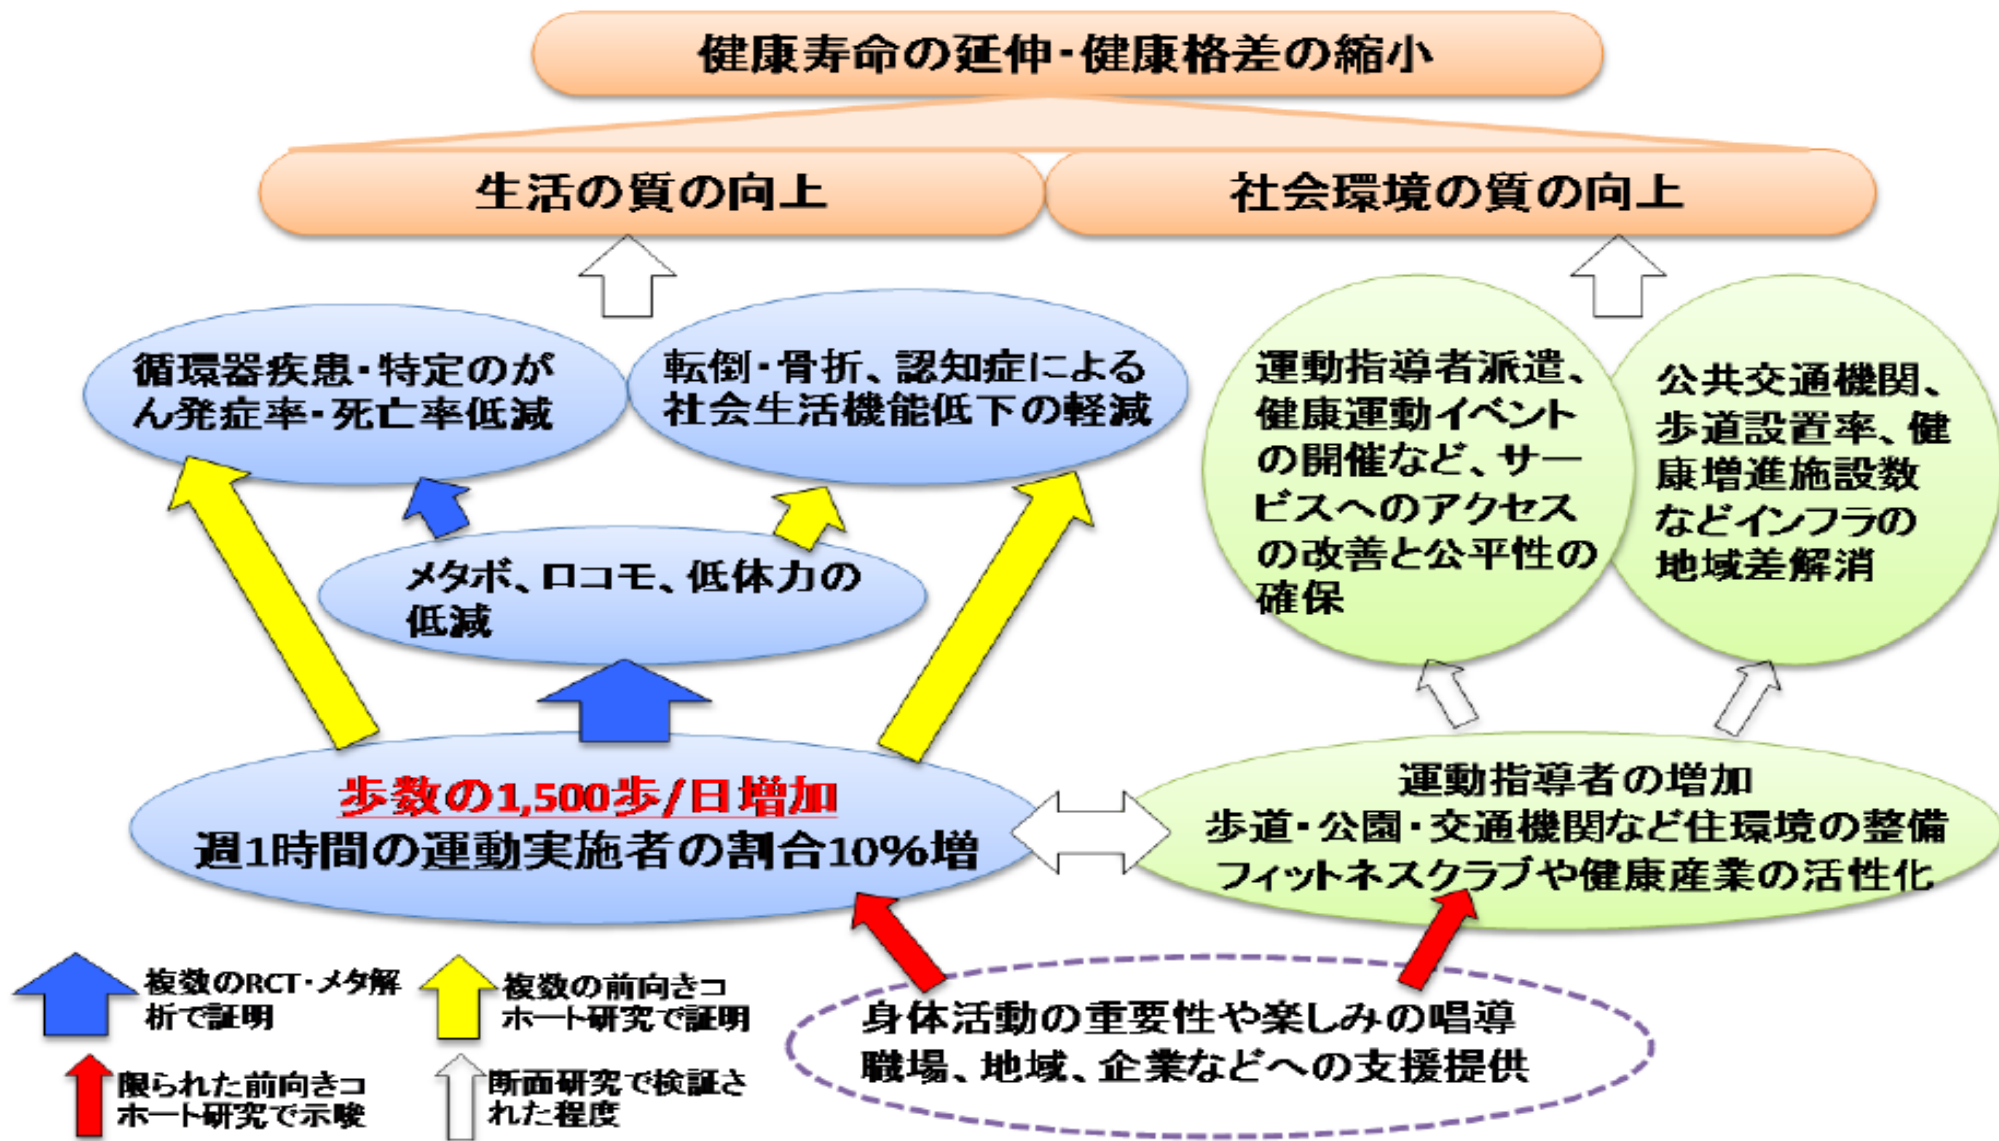 健康寿命の延伸・健康格差の縮小
生活の質の向上
社会環境の質の向上
循環器疾患・特定のが
ん発症率・死亡率低減
転倒・骨折、認知症による
社会生活機能低下の軽減
運動指導者派遣、
健康運動イベント
の開催など、サー
ビスへのアクセス
の改善と公平性の
確保
公共交通機関、
歩道設置率、健
康増進施設数
などインフラの
地域差解消
メタボ、ロコモ、低体力の
低減
歩数の1,500歩/日増加
週1時間の運動実施者の割合10%増
運動指導者の増加
歩道・公園・交通機関など住環境の整備
フィットネスクラブや健康産業の活性化
身体活動の重要性や楽しみの唱導
職場、地域、企業などへの支援提供
複数のRCT・メタ解
析で証明
複数の前向きコ
ホート研究で証明
限られた前向きコ
ホート研究で示唆
断面研究で検証さ
れた程度